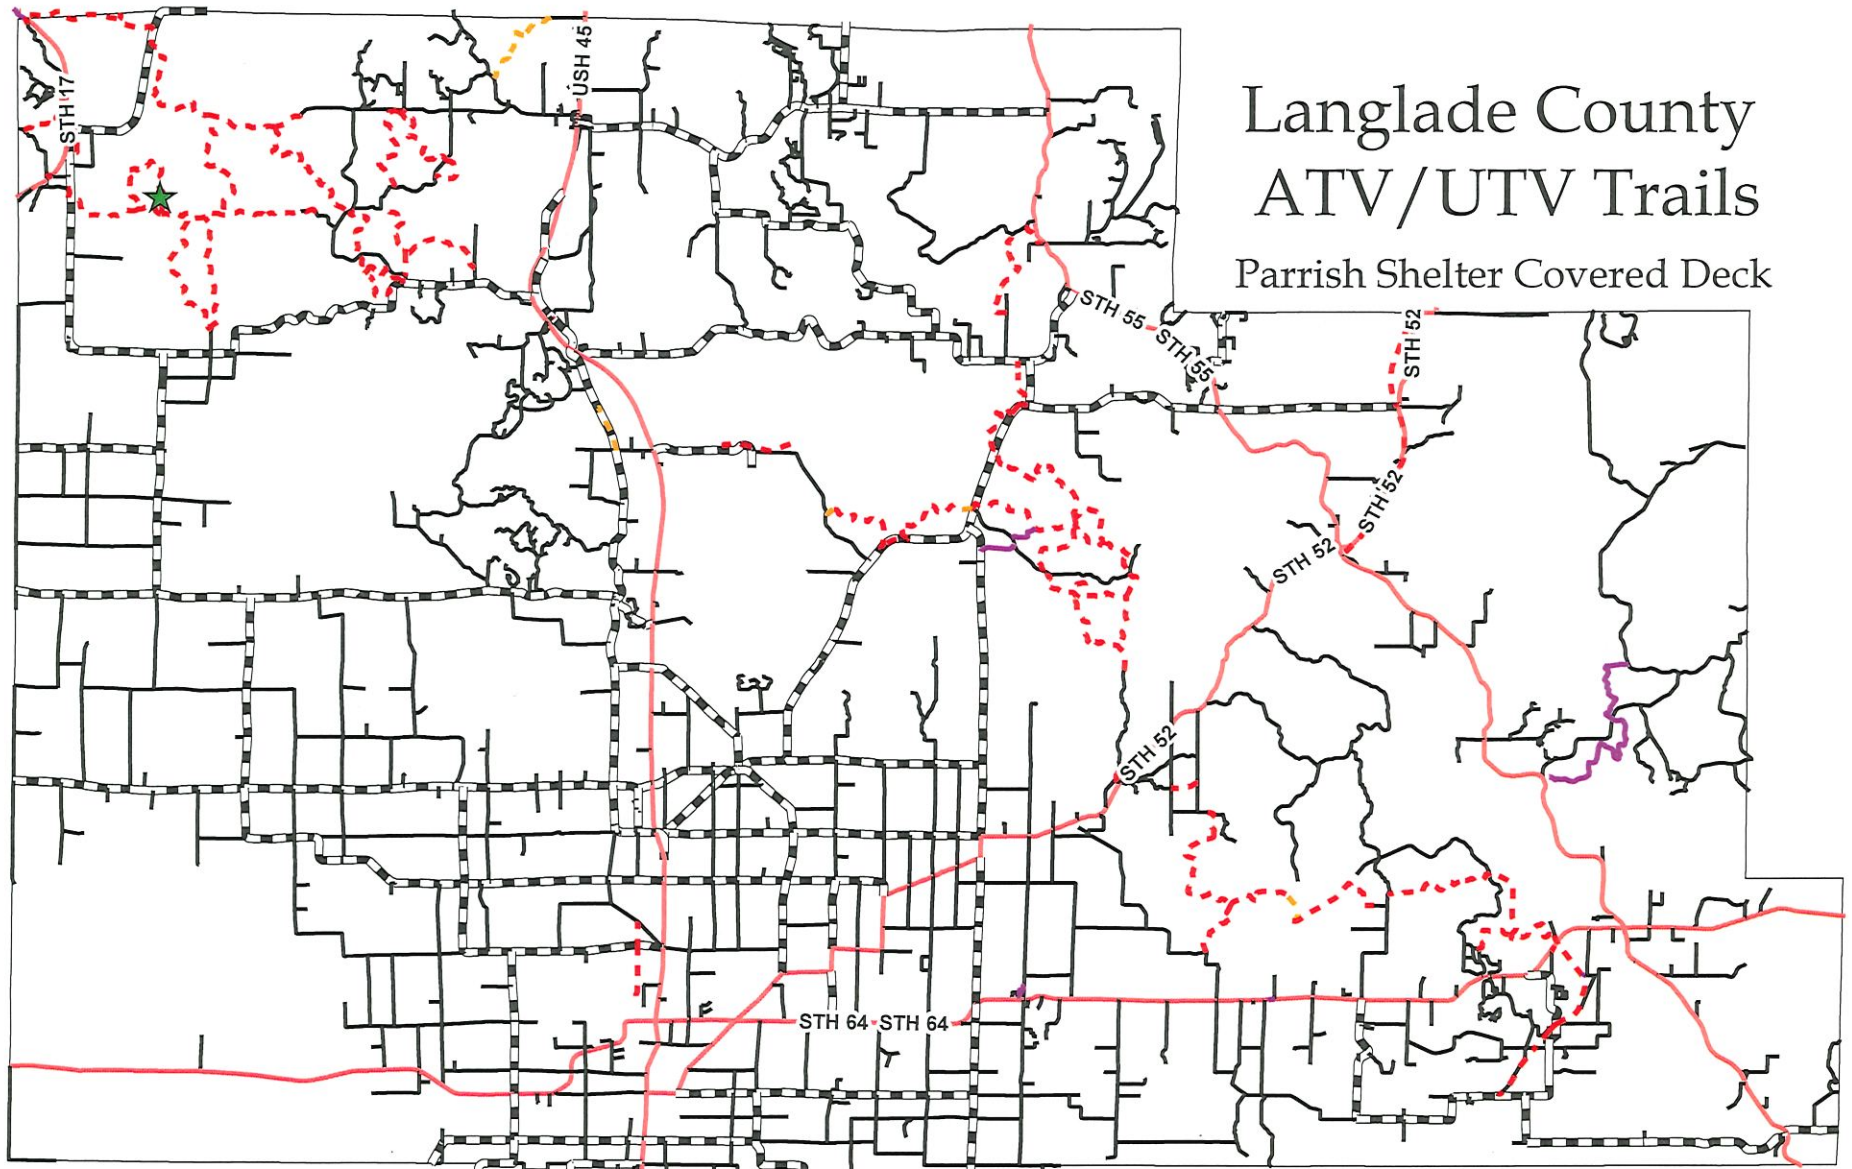 Langlade County
ATV/UTV Trails
Parrish Shelter Covered Deck
USH 45
STH 17
STH 55
STH 55
STH 52
STH 52
STH 52
STH 52
STH 64
STH 64